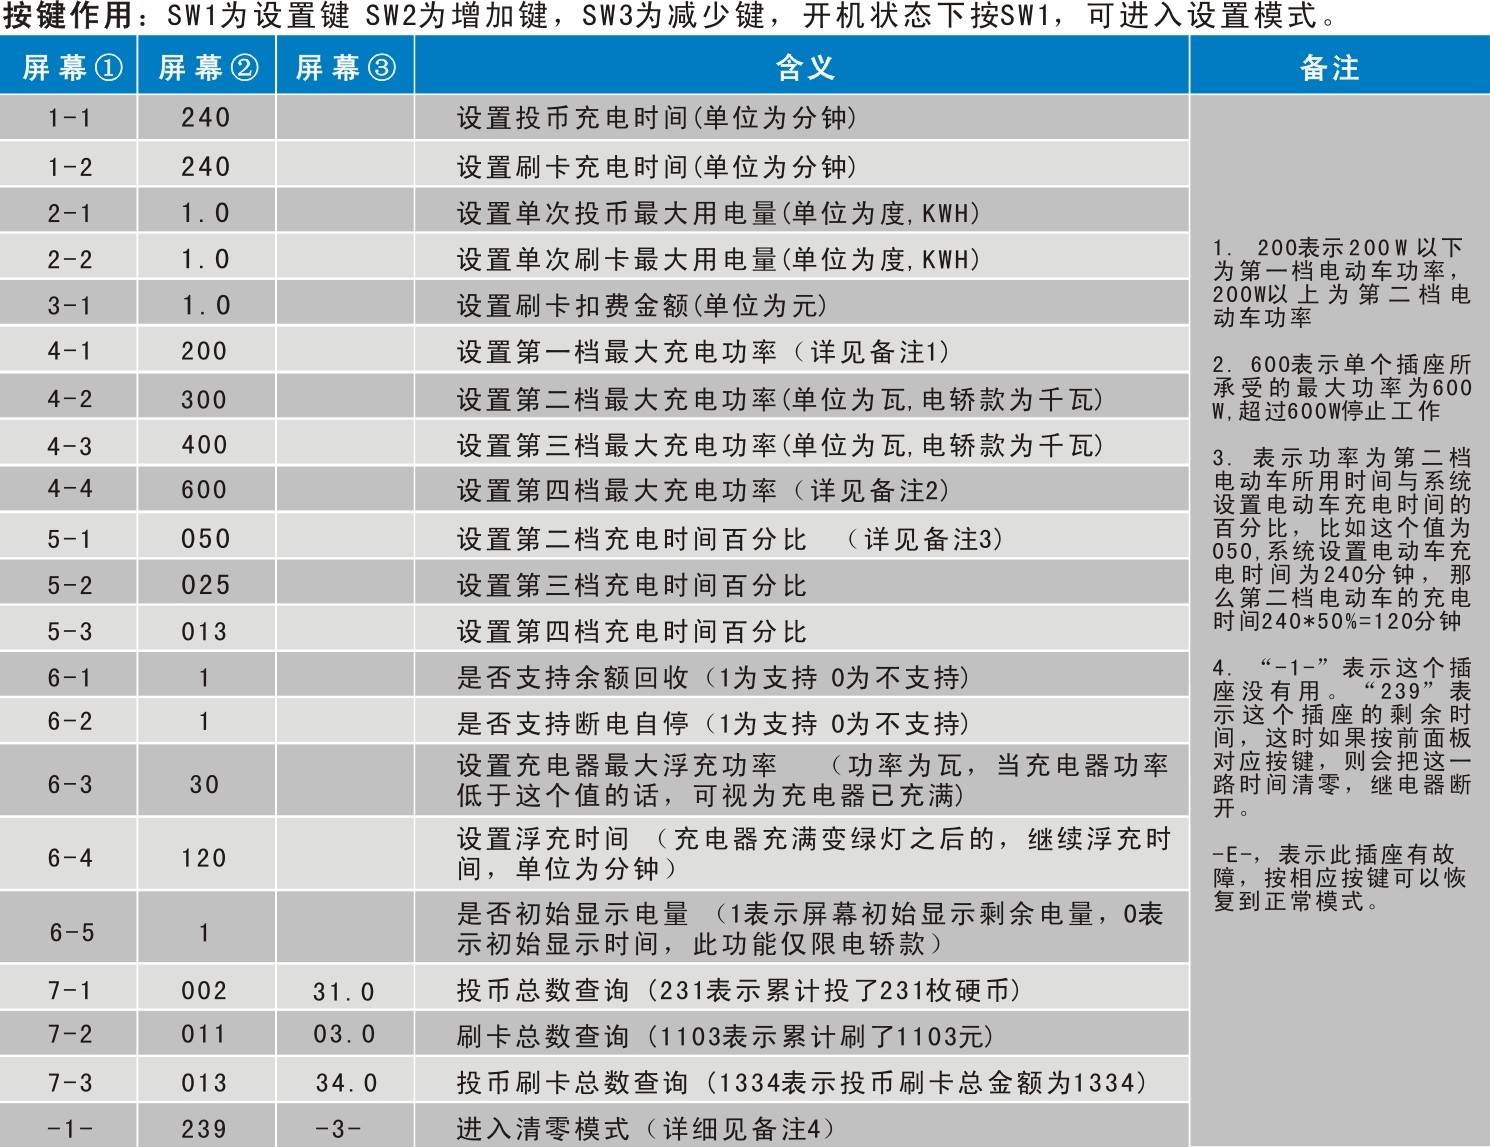 按键作用：SW1为设置键 SW2为增加键，SW3为减少键，开机状态下按SW1，可进入设置模式。
屏幕① 屏幕② 屏幕③ 含义 备注
1-1 240 设置投币充电时间(单位为分钟)
1-2 240 设置刷卡充电时间(单位为分钟)
2-1 1.0 设置单次投币最大用电量(单位为度,KWH)
2-2 1.0 设置单次刷卡最大用电量(单位为度,KWH)
3-1 1.0 设置刷卡扣费金额(单位为元)
4-1 200 设置第一档最大充电功率（详见备注1)
4-2 300 设置第二档最大充电功率(单位为瓦,电轿款为千瓦)
4-3 400 设置第三档最大充电功率(单位为瓦,电轿款为千瓦)
4-4 600 设置第四档最大充电功率（详见备注2)
5-1 050 设置第二档充电时间百分比 （详见备注3)
5-2 025 设置第三档充电时间百分比
5-3 013 设置第四档充电时间百分比
6-1 1 是否支持余额回收（1为支持 0为不支持)
6-2 1 是否支持断电自停（1为支持 0为不支持)
6-3 30 设置充电器最大浮充功率 （功率为瓦，当充电器功率
低于这个值的话，可视为充电器已充满)
6-4 120 设置浮充时间 （充电器充满变绿灯之后的，继续浮充时
间，单位为分钟）
6-5 1 是否初始显示电量 （1表示屏幕初始显示剩余电量，0表
示初始显示时间，此功能仅限电轿款）
7-1 002 31.0 投币总数查询（231表示累计投了231枚硬币)
7-2 011 03.0 刷卡总数查询（1103表示累计刷了1103元)
7-3 013 34.0 投币刷卡总数查询（1334表示投币刷卡总金额为1334）
-1- 239 -3- 进入清零模式（详细见备注4）
1. 200表示200W以下
为第一档电动车功率，
200W以上为第二档电
动车功率
2. 600表示单个插座所
承受的最大功率为600
W,超过600W停止工作
3. 表示功率为第二档
电动车所用时间与系统
设置电动车充电时间的
百分比，比如这个值为
050,系统设置电动车充
电时间为240分钟，那
么第二档电动车的充电
时间240*50%=120分钟
4. “-1-”表示这个插
座没有用。“239”表
示这个插座的剩余时
间，这时如果按前面板
对应按键，则会把这一
路时间清零，继电器断
开。
-E-，表示此插座有故
障，按相应按键可以恢
复到正常模式。